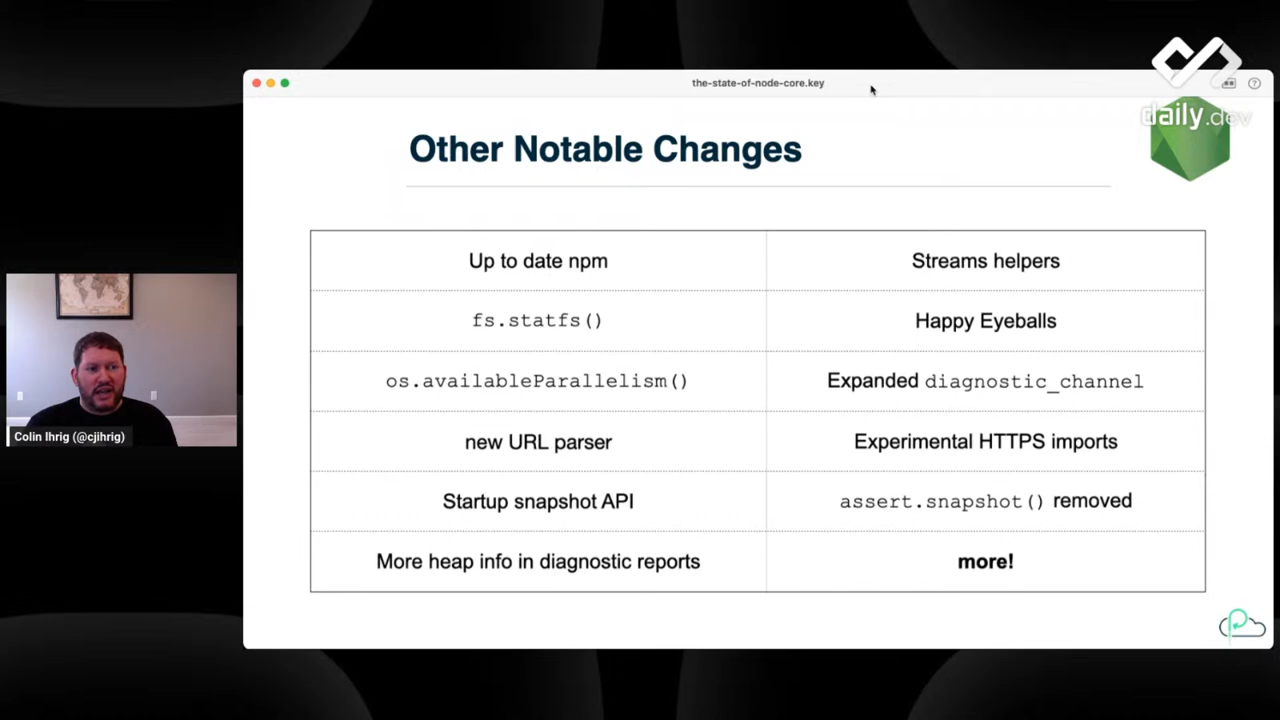 the-state-of-node-core.key
daily.dev
Other Notable Changes
Up to date npm
Streams helpers
fs.statfs()
Happy Eyeballs
os.availableParallelism()
Expanded diagnostic_channel
new URL parser
Experimental HTTPS imports
Startup snapshot API
assert.snapshot() removed
More heap info in diagnostic reports
more!
Colin Ihrig (@cjihrig)